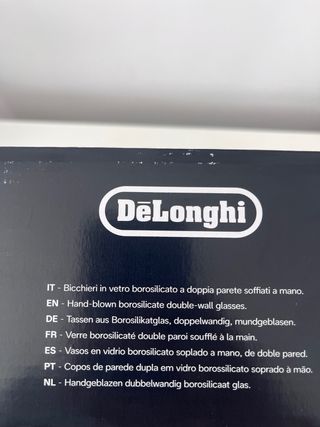 DēLonghi
IT - Bicchieri in vetro borosilicato a doppia parete soffiati a mano.
EN - Hand-blown borosilicate double-wall glasses.
DE - Tassen aus Borosilikatglas, doppelwandig, mundgeblasen.
FR - Verre borosilicaté double paroi soufflé à la main.
ES - Vasos en vidrio borosilicato soplado a mano, de doble pared.
PT - Copos de parede dupla em vidro borossilicato soprado à mão.
NL - Handgeblazen dubbelwandig borosilicaat glas.